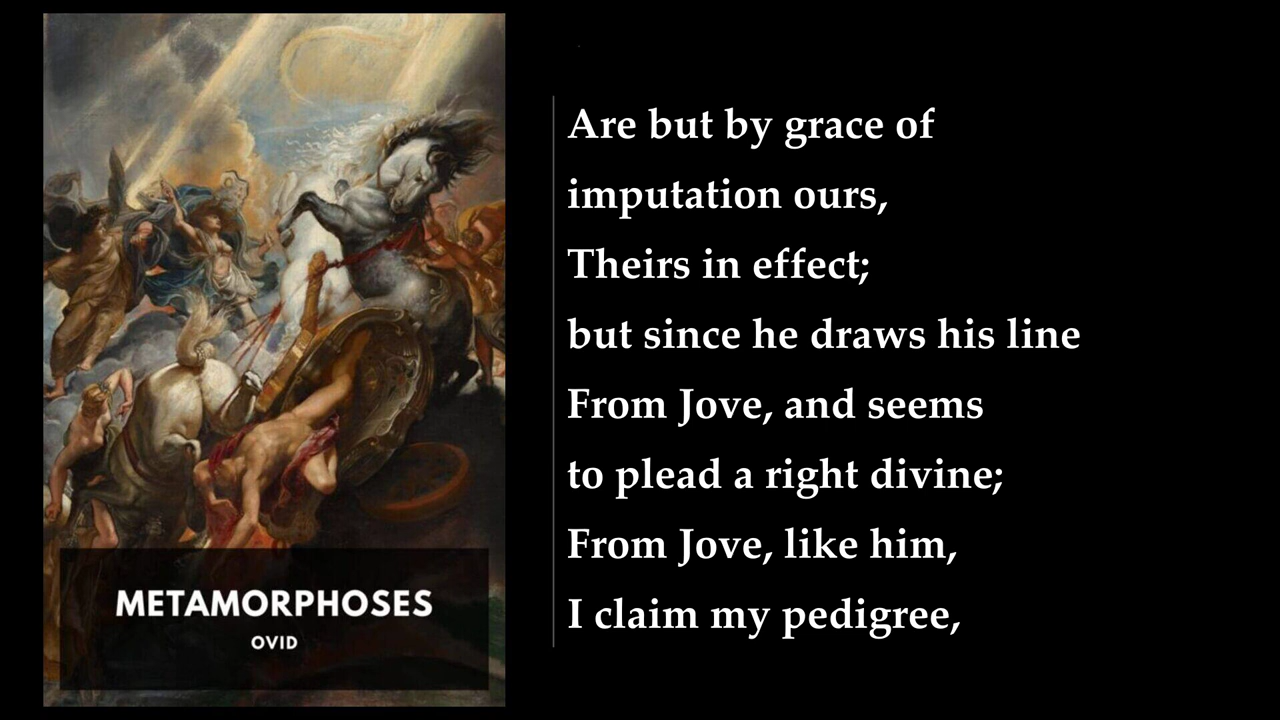 METAMORPHOSES
OVID
Are but by grace of
imputation ours,
Theirs in effect;
but since he draws his line
From Jove, and seems
to plead a right divine;
From Jove, like him,
I claim my pedigree,